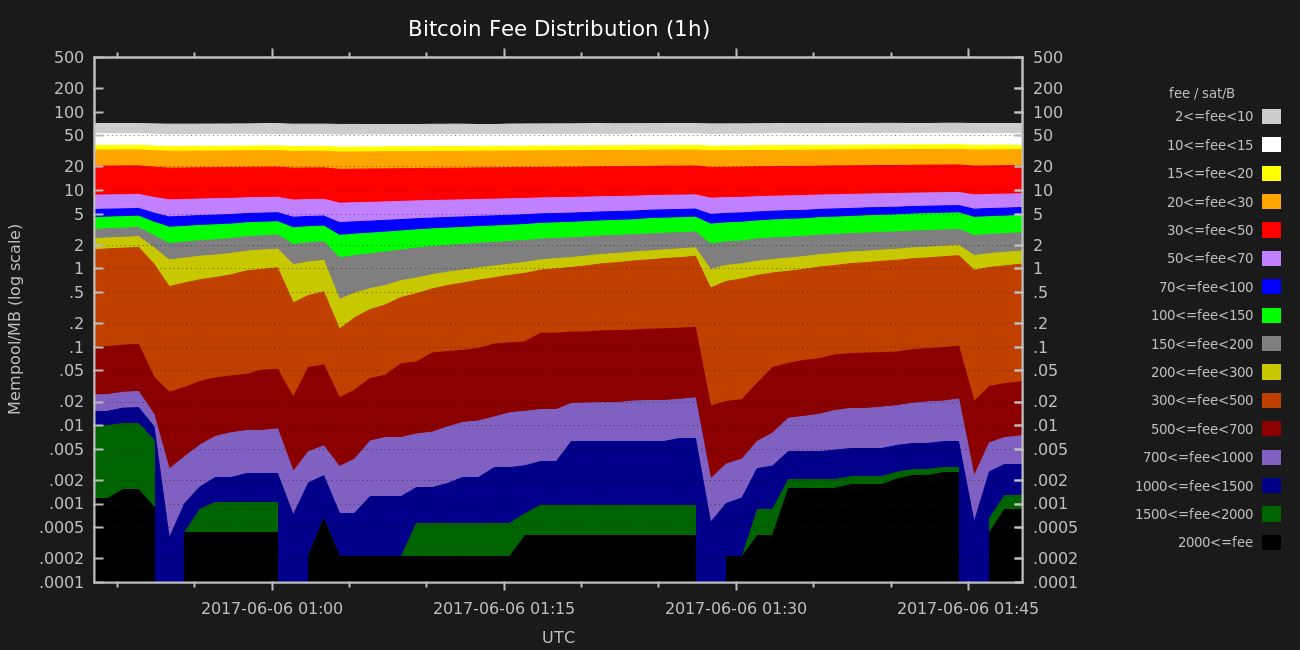 Bitcoin Fee Distribution (1h)
Mempool/MB (log scale)
500
200
100
50
20
10
5
2
1
.5
.2
.1
.05
.02
.01
.005
.002
.001
.0005
.0002
.0001
500
200
100
50
20
10
5
2
1
.5
.2
.1
.05
.02
.01
.005
.002
.001
.0005
.0002
.0001
2017-06-06 01:00
2017-06-06 01:15
2017-06-06 01:30
2017-06-06 01:45
UTC
fee / sat/B
2<=fee<10
10<=fee<15
15<=fee<20
20<=fee<30
30<=fee<50
50<=fee<70
70<=fee<100
100<=fee<150
150<=fee<200
200<=fee<300
300<=fee<500
500<=fee<700
700<=fee<1000
1000<=fee<1500
1500<=fee<2000
2000<=fee